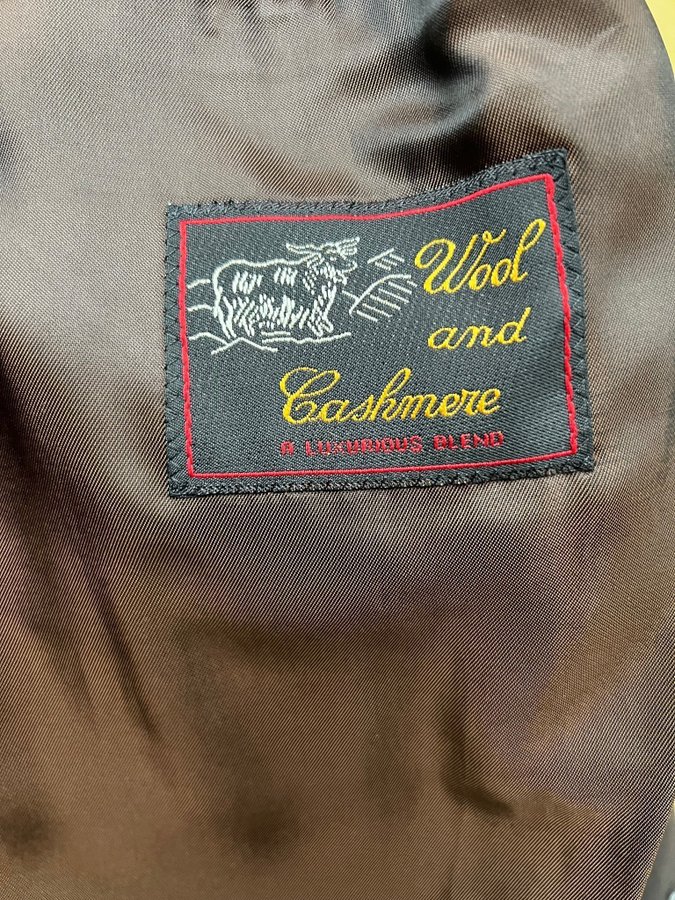 Wool
and
Cashmere
A LUXURIOUS BLEND